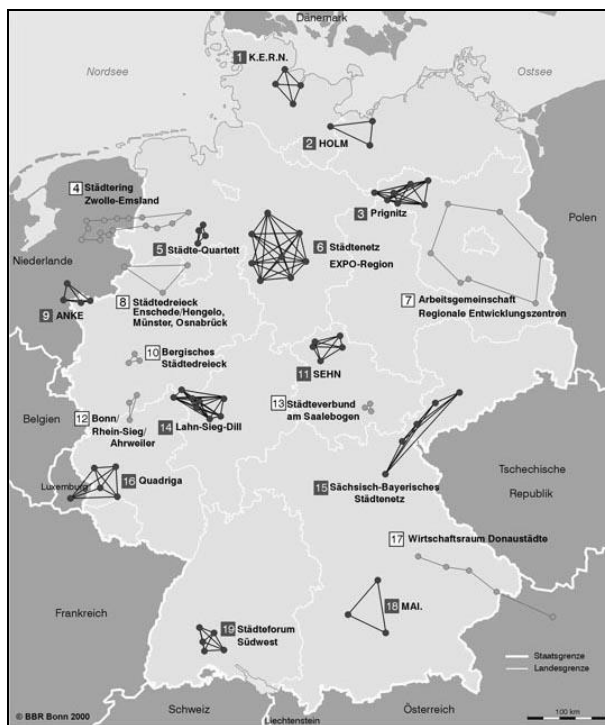 Dänemark
Nordsee
Ostsee
1 K.E.R.N.
2 HOLM
3 Prignitz
4 Städtering
Zwolle-Emsland
Polen
5 Städte-Quartett
6 Städtenetz
EXPO-Region
Niederlande
7 Arbeitsgemeinschaft
Regionale Entwicklungszentren
8 Städtedreieck
Enschede/Hengelo,
Münster, Osnabrück
9 ANKE
10 Bergisches
Städtedreieck
11 SEHN
Belgien
12 Bonn/
Rhein-Sieg/
Ahrweiler
13 Städteverbund
am Saalebogen
14 Lahn-Sieg-Dill
15 Sächsisch-Bayerisches
Städtenetz
Tschechische
Republik
Luxemburg
16 Quadriga
17 Wirtschaftsraum Donaustädte
Frankreich
18 MAI.
19 Städteforum
Südwest
Staatsgrenze
Landesgrenze
Schweiz
Liechtenstein
Österreich
© BBR Bonn 2000
100 km